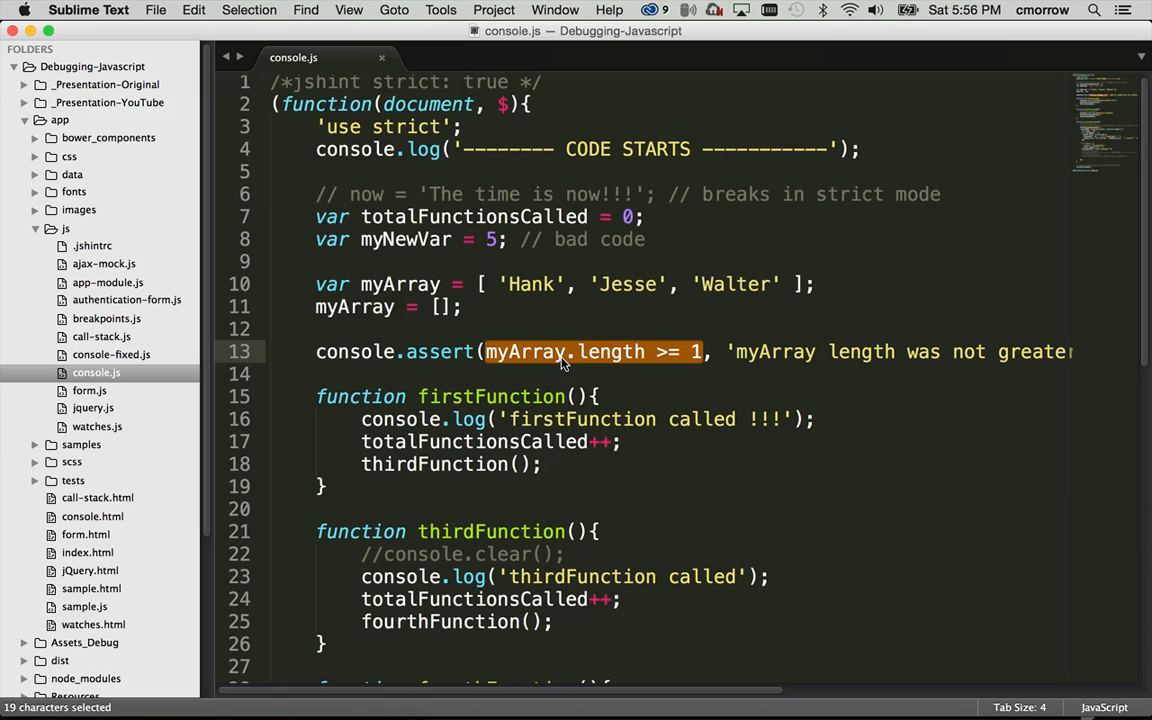 Sublime Text File Edit Selection Find View Goto Tools Project Window Help 9 Sat 5:56 PM cmorrow
console.js — Debugging-Javascript
FOLDERS
Debugging-Javascript
_Presentation-Original
_Presentation-YouTube
app
bower_components
css
data
fonts
images
js
.jshintrc
ajax-mock.js
app-module.js
authentication-form.js
breakpoints.js
call-stack.js
console-fixed.js
console.js
form.js
jquery.js
watches.js
samples
scss
tests
call-stack.html
console.html
form.html
index.html
jQuery.html
sample.html
sample.js
watches.html
Assets_Debug
dist
node_modules
Resources
console.js ×
1 /*jshint strict: true */
2 (function(document, $){
3 'use strict';
4 console.log('-------- CODE STARTS -----------');
5
6 // now = 'The time is now!!!'; // breaks in strict mode
7 var totalFunctionsCalled = 0;
8 var myNewVar = 5; // bad code
9
10 var myArray = [ 'Hank', 'Jesse', 'Walter' ];
11 myArray = [];
12
13 console.assert(myArray.length >= 1, 'myArray length was not greater
14
15 function firstFunction(){
16 console.log('firstFunction called !!!');
17 totalFunctionsCalled++;
18 thirdFunction();
19 }
20
21 function thirdFunction(){
22 //console.clear();
23 console.log('thirdFunction called');
24 totalFunctionsCalled++;
25 fourthFunction();
26 }
27
19 characters selected Tab Size: 4 JavaScript